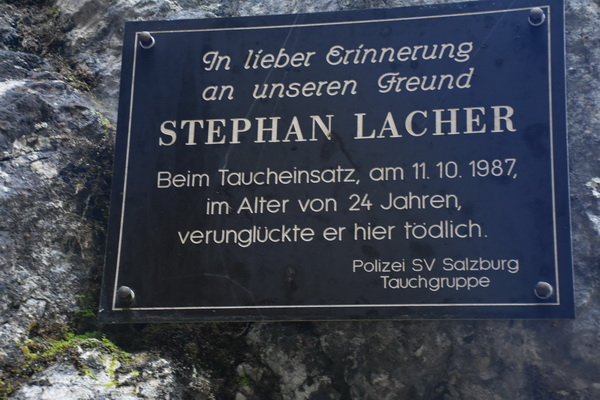 In lieber Erinnerung
an unseren Freund
STEPHAN LACHER
Beim Taucheinsatz, am 11. 10. 1987,
im Alter von 24 Jahren,
verunglückte er hier tödlich.
Polizei SV Salzburg
Tauchgruppe